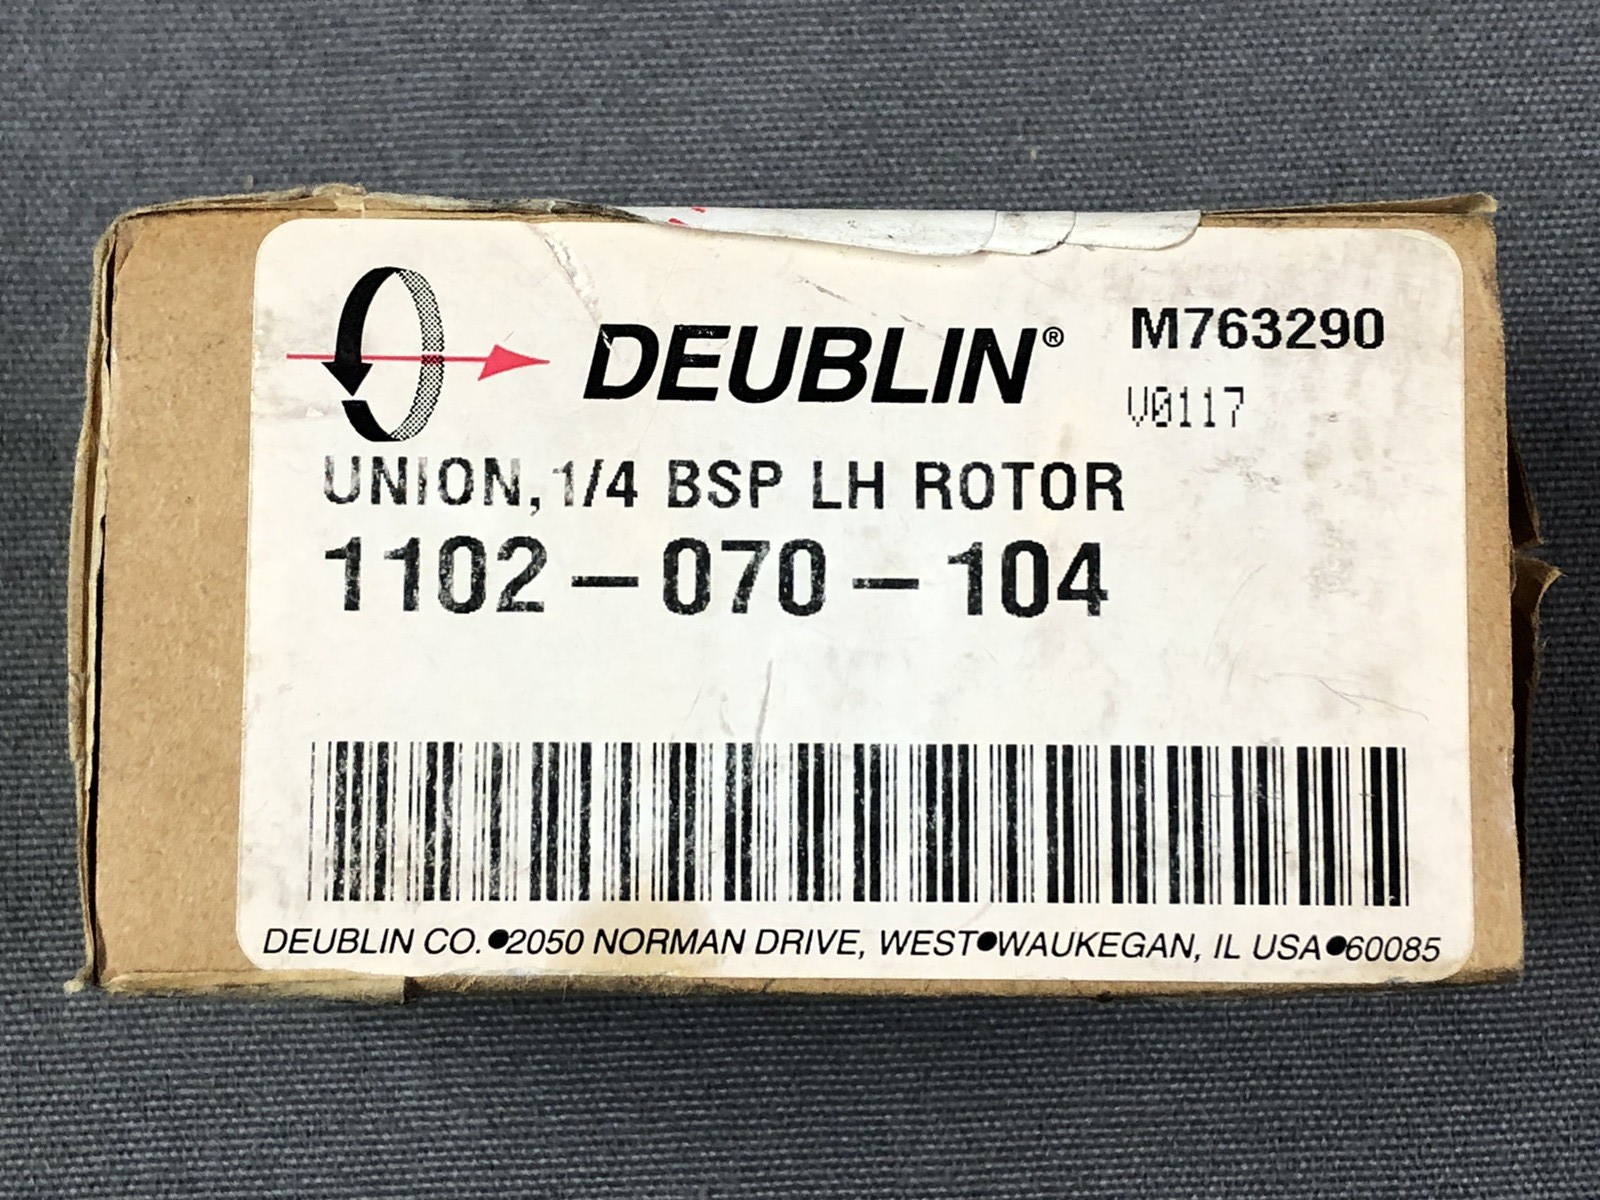 DEUBLIN®
M763290
V0117
UNION, 1/4 BSP LH ROTOR
1102-070-104
DEUBLIN CO.●2050 NORMAN DRIVE, WEST●WAUKEGAN, IL USA●60085